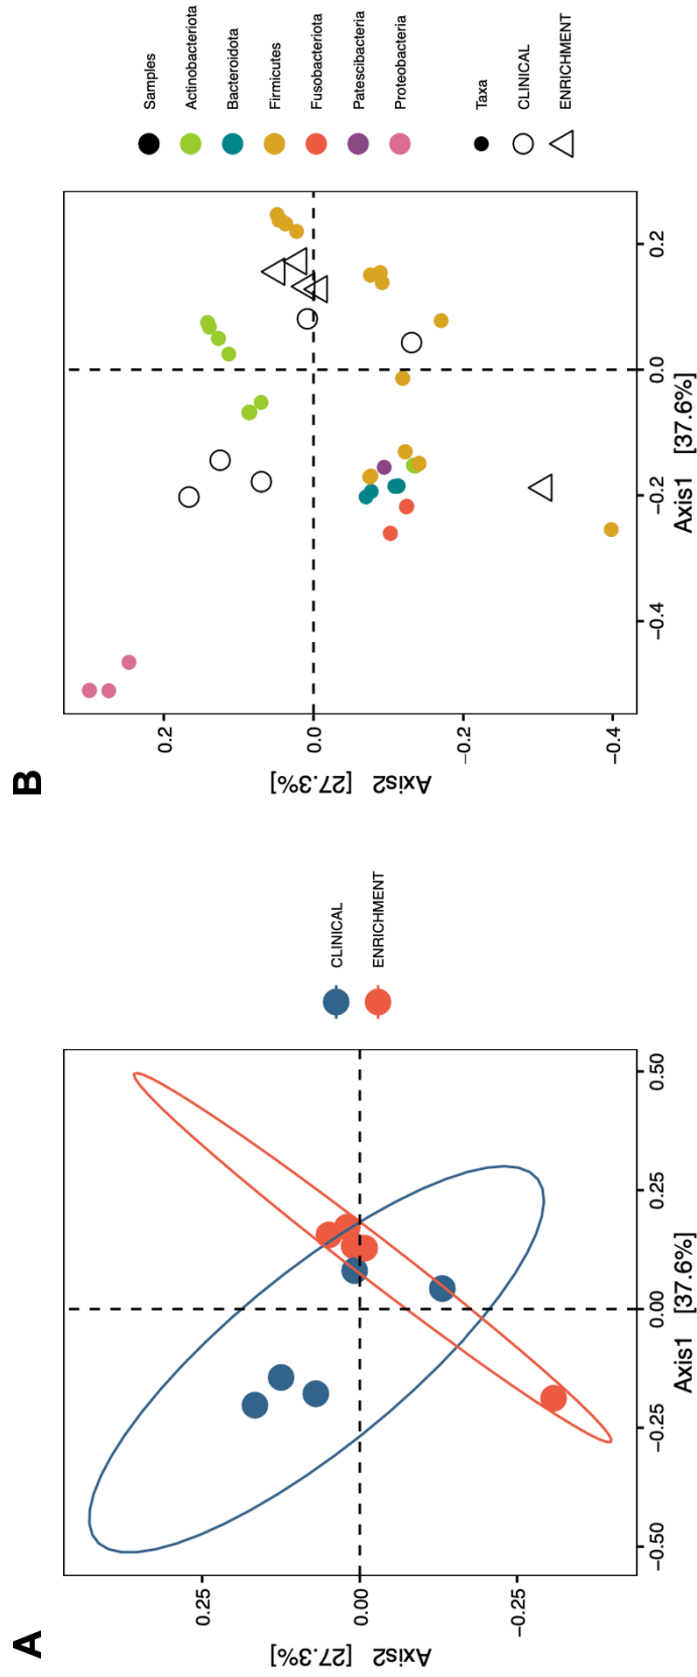 A
0.25
0.00
−0.25
Axis2 [27.3%]
−0.50
−0.25
0.00
0.25
0.50
Axis1 [37.6%]
CLINICAL
ENRICHMENT
B
0.2
0.0
−0.2
−0.4
Axis2 [27.3%]
−0.4
−0.2
0.0
0.2
Axis1 [37.6%]
Samples
Actinobacteriota
Bacteroidota
Firmicutes
Fusobacteriota
Patescibacteria
Proteobacteria
Taxa
CLINICAL
ENRICHMENT